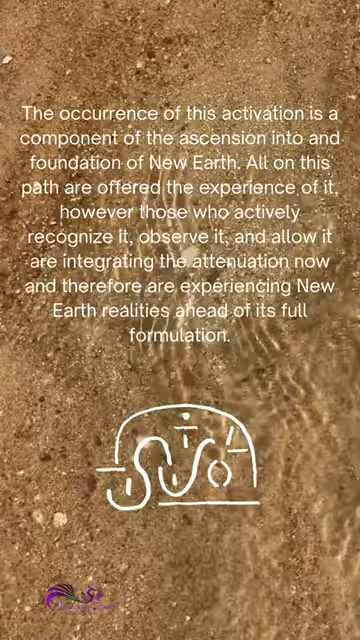 The occurrence of this activation is a
component of the ascension into and
foundation of New Earth. All on this
path are offered the experience of it,
however those who actively
recognize it, observe it, and allow it
are integrating the attenuation now
and therefore are experiencing New
Earth realities ahead of its full
formulation.